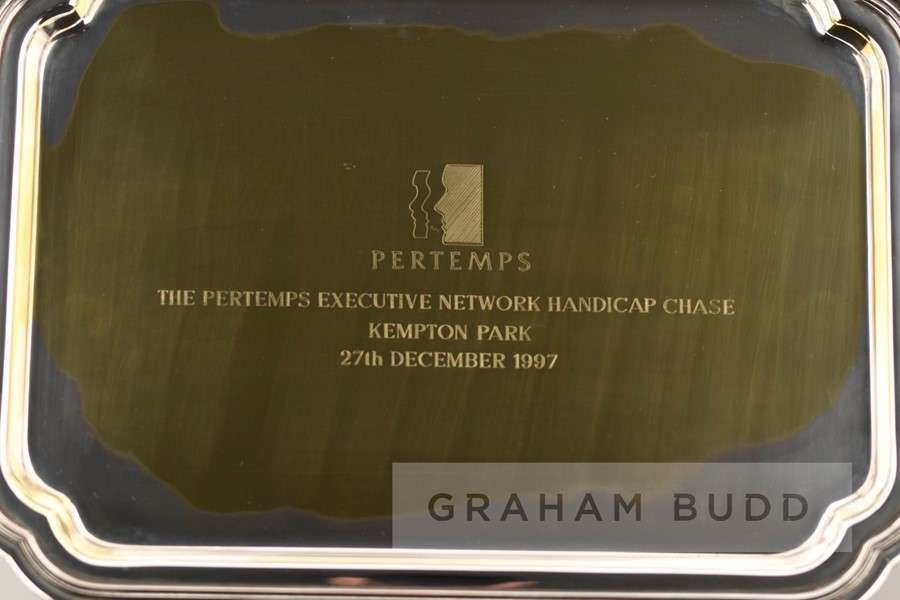 PERTEMPS
THE PERTEMPS EXECUTIVE NETWORK HANDICAP CHASE
KEMPTON PARK
27th DECEMBER 1997
GRAHAM BUDD